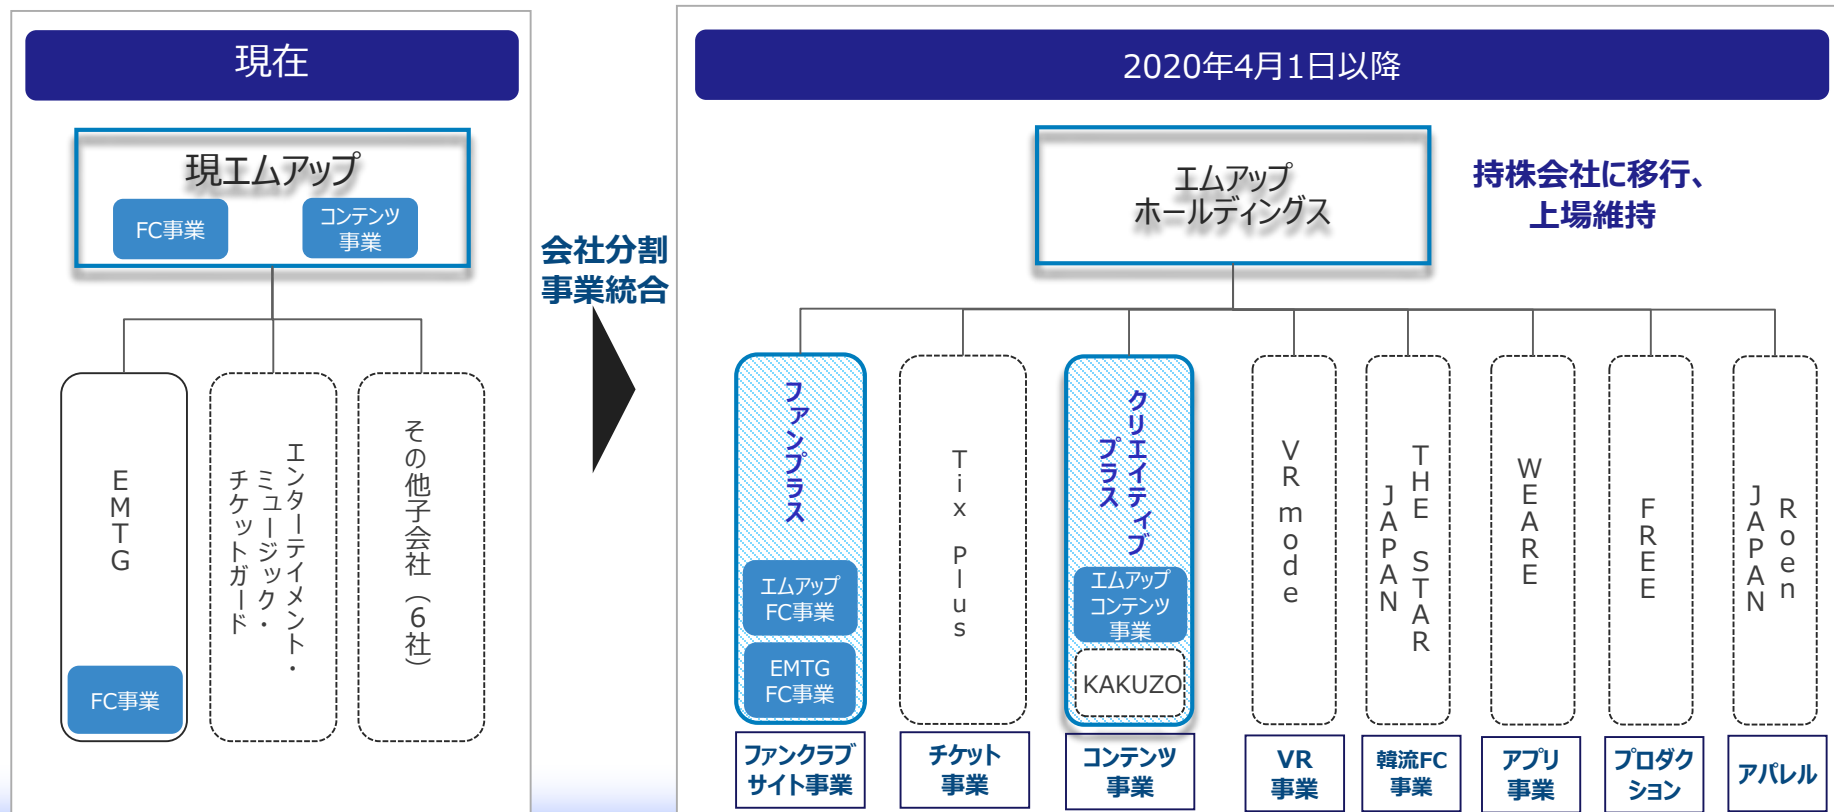 現在
現エムアップ
FC事業
コンテンツ
事業
EMTG
FC事業
エンターテイメント・
ミュージック・
チケットガード
その他子会社（6社）
会社分割
事業統合
2020年4月1日以降
エムアップ
ホールディングス
持株会社に移行、
上場維持
ファンプラス
エムアップ
FC事業
EMTG
FC事業
ファンクラブ
サイト事業
Tix Plus
チケット
事業
クリエイティブ
プラス
エムアップ
コンテンツ
事業
KAKUZO
コンテンツ
事業
VR mode
VR
事業
THE STAR
JAPAN
韓流FC
事業
WEARE
アプリ
事業
FREE
プロダク
ション
Roen
JAPAN
アパレル